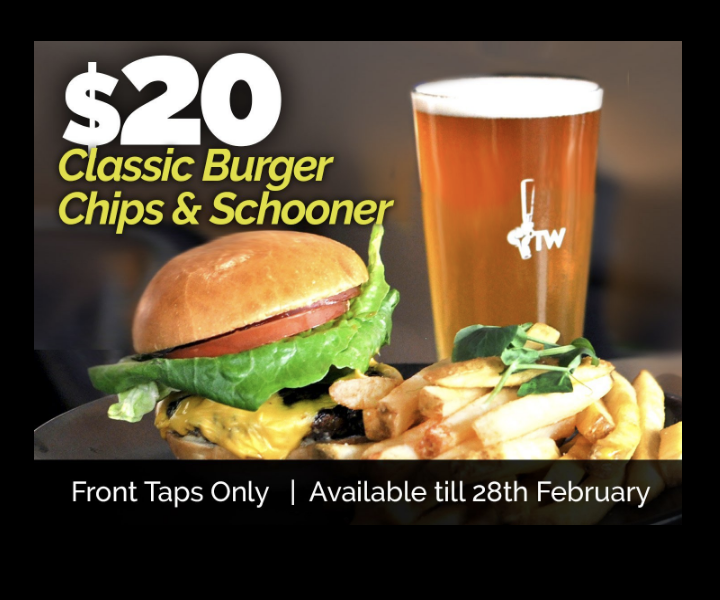 $20
Classic Burger
Chips & Schooner
TW
Front Taps Only | Available till 28th February